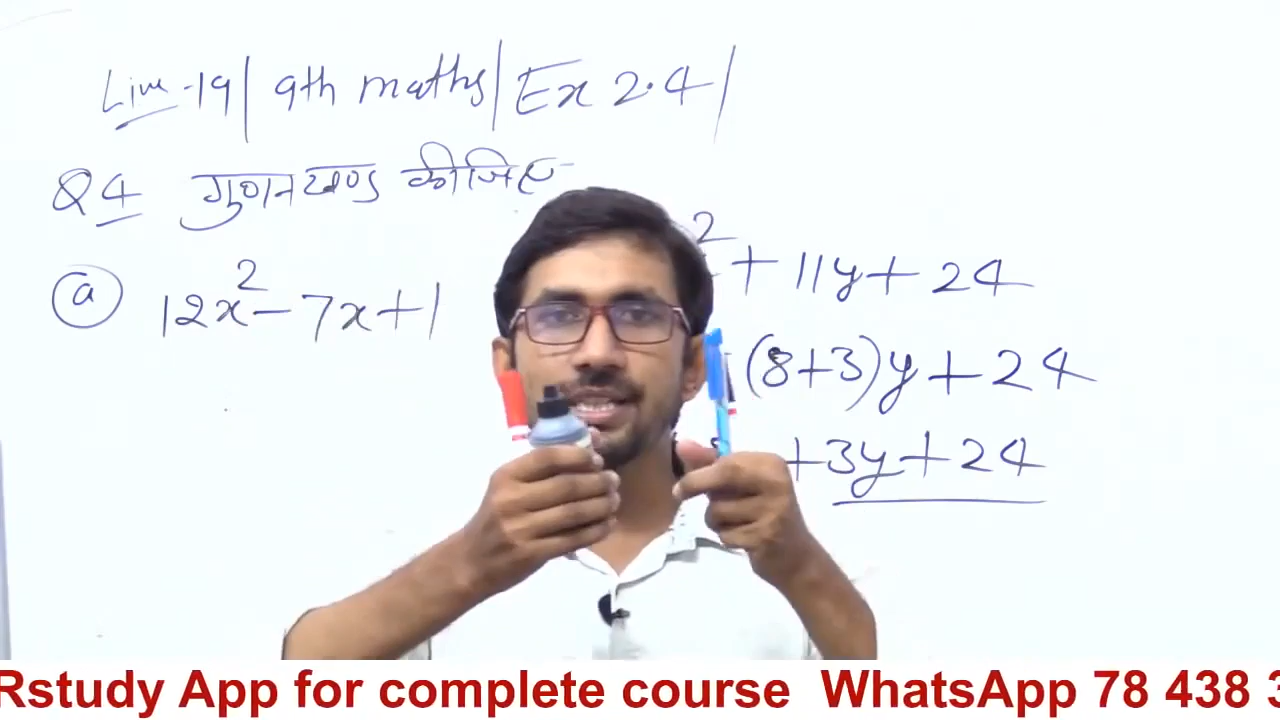 Live-19| 9th maths| Ex 2.4|
Q4 गुणनखण्ड कीजिए
a 12x² - 7x + 1
² + 11y + 24
(8+3)y + 24
+3y + 24
Rstudy App for complete course WhatsApp 78 438 3